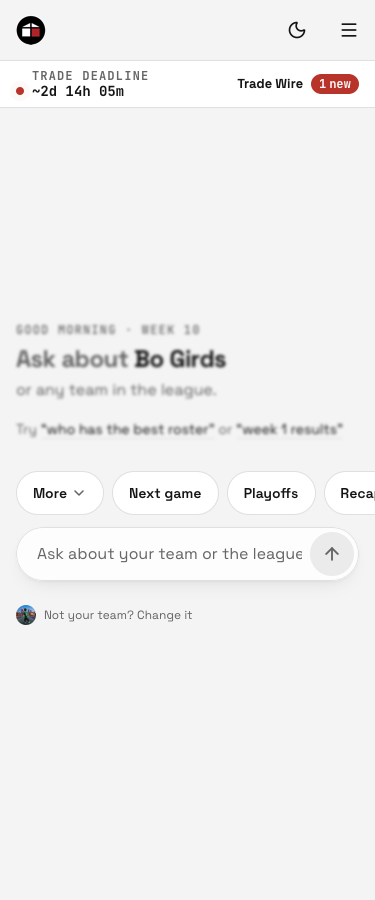 TRADE DEADLINE
~2d 14h 05m
Trade Wire 1 new
GOOD MORNING · WEEK 10
Ask about Bo Girds
or any team in the league.
Try "who has the best roster" or "week 1 results"
More
Next game
Playoffs
Recap
Ask about your team or the league
Not your team? Change it